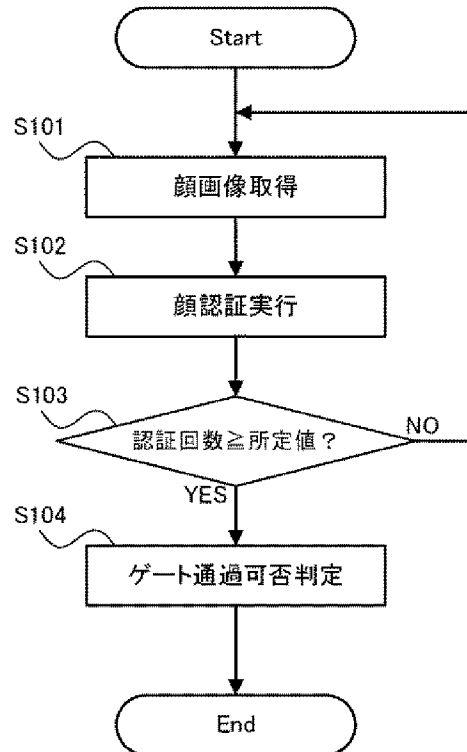 Start
S101
顔画像取得
S102
顔認証実行
S103
認証回数≧所定値？
NO
YES
S104
ゲート通過可否判定
End